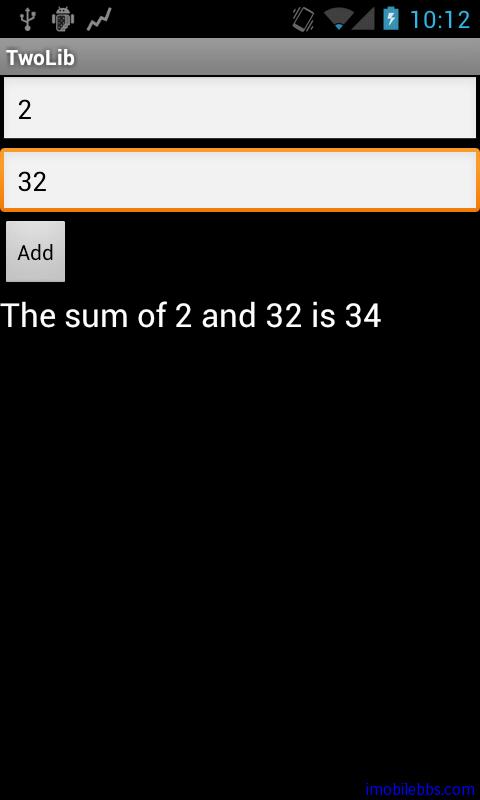 10:12
TwoLib
2
32
Add
The sum of 2 and 32 is 34
imobilebbs.com